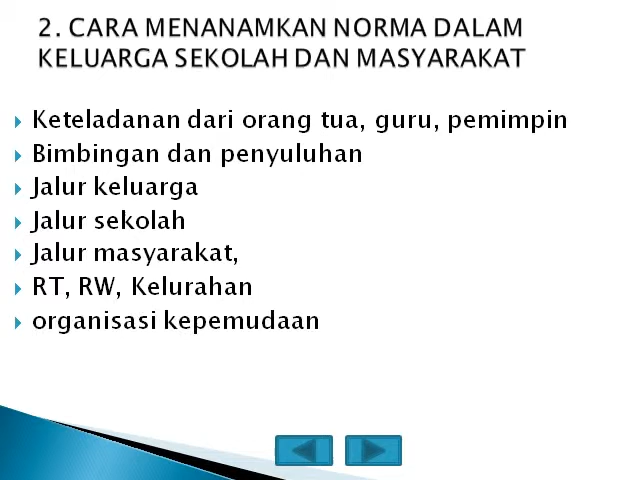 2. CARA MENANAMKAN NORMA DALAM
KELUARGA SEKOLAH DAN MASYARAKAT
Keteladanan dari orang tua, guru, pemimpin
Bimbingan dan penyuluhan
Jalur keluarga
Jalur sekolah
Jalur masyarakat,
RT, RW, Kelurahan
organisasi kepemudaan